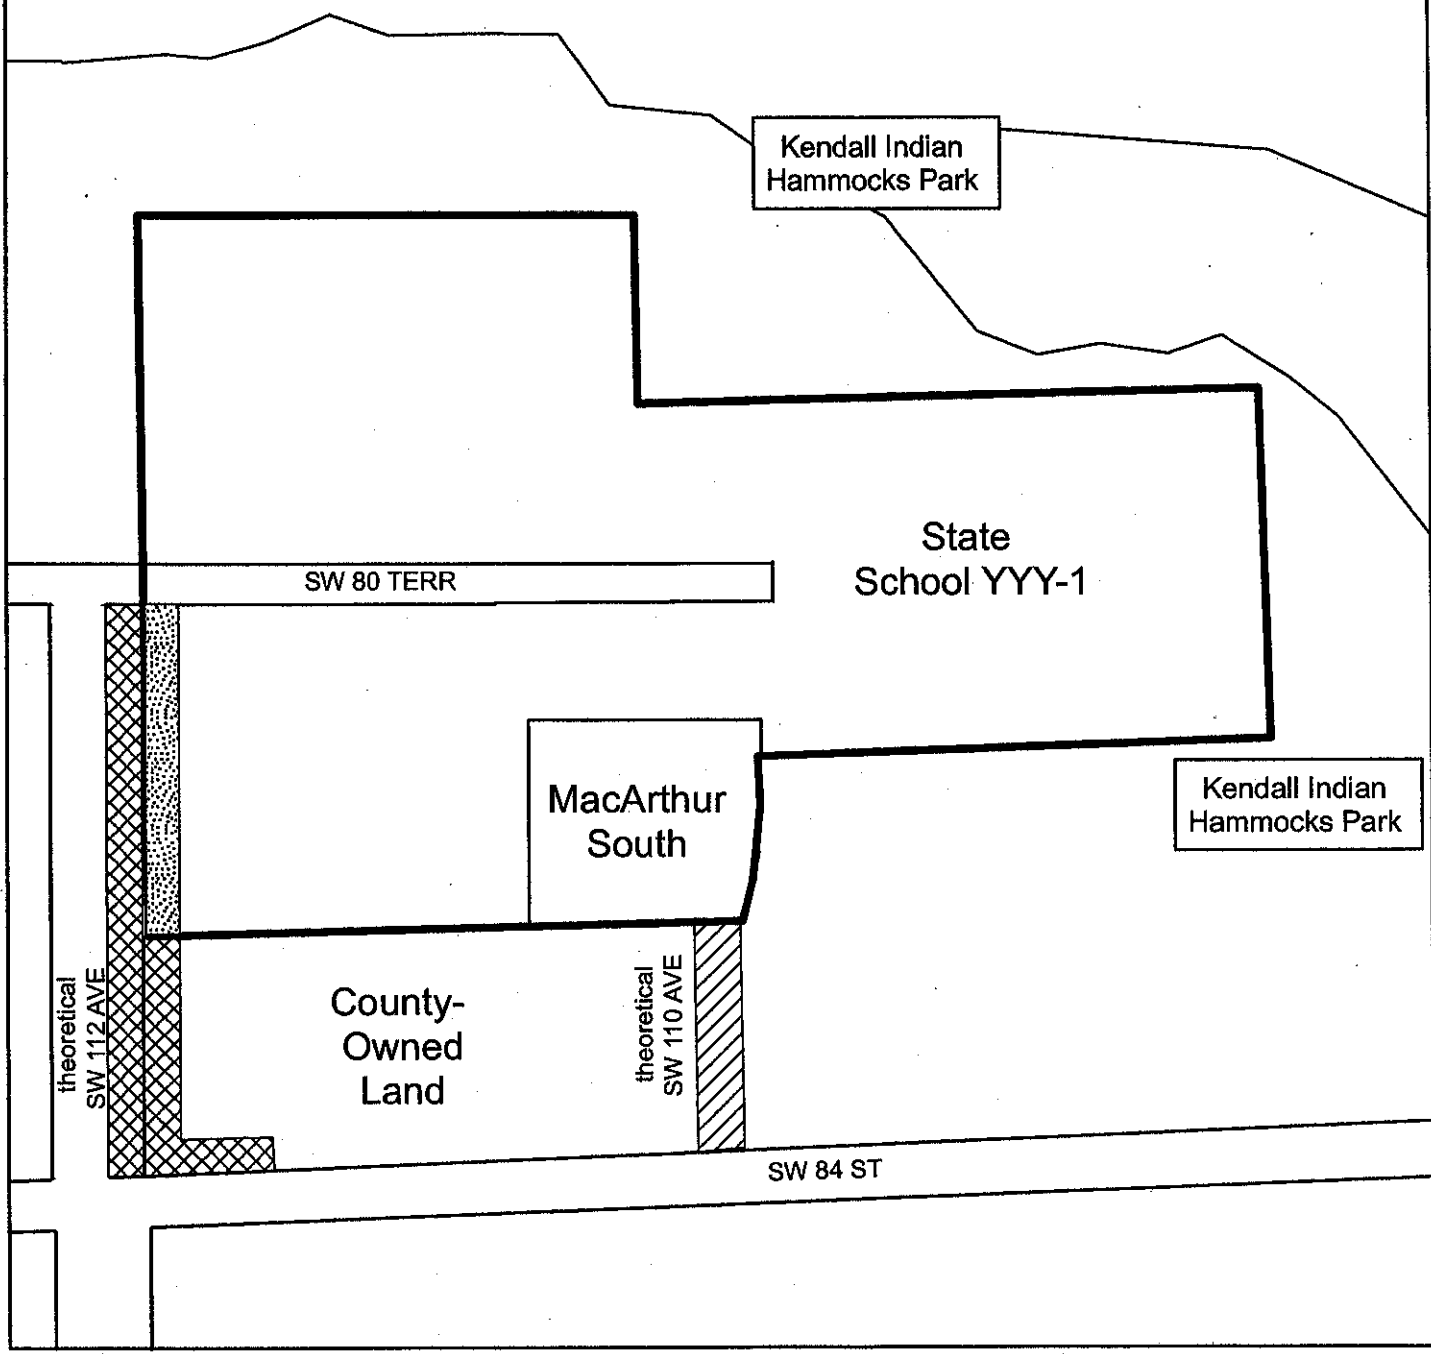 Kendall Indian
Hammocks Park
State
School YYY-1
SW 80 TERR
MacArthur
South
Kendall Indian
Hammocks Park
theoretical
SW 112 AVE
County-
Owned
Land
theoretical
SW 110 AVE
SW 84 ST